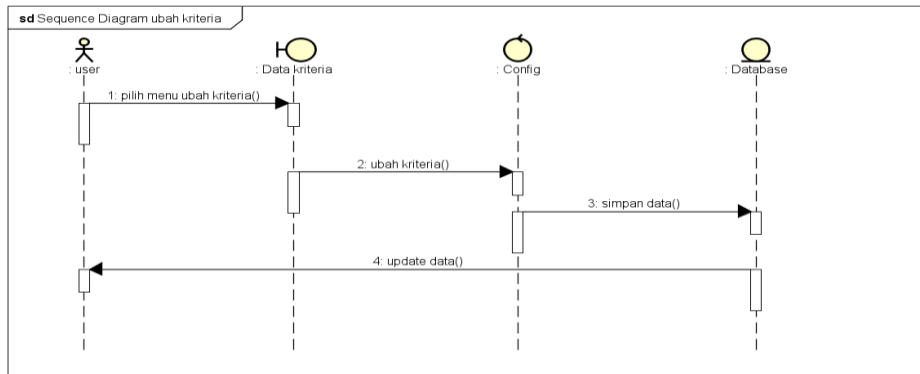 sd Sequence Diagram ubah kriteria
: user
: Data kriteria
: Config
: Database
1: pilih menu ubah kriteria()
2: ubah kriteria()
3: simpan data()
4: update data()